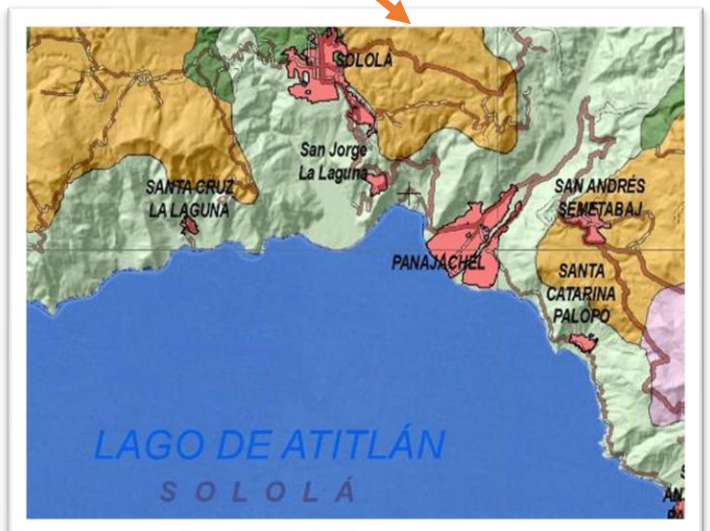 SOLOLÁ
San Jorge
La Laguna
SANTA CRUZ
LA LAGUNA
SAN ANDRÉS
SEMETABAJ
PANAJACHEL
SANTA
CATARINA
PALOPÓ
LAGO DE ATITLÁN
SOLOLÁ